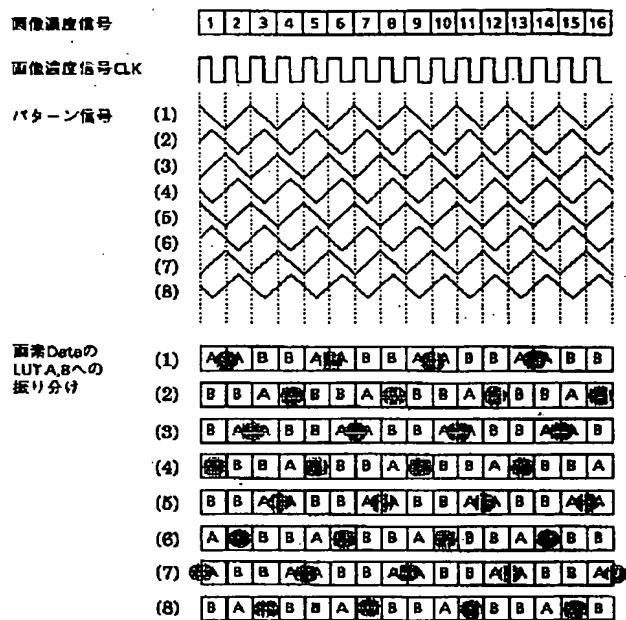 画像濃度信号 1 2 3 4 5 6 7 8 9 10 11 12 13 14 15 16
画像濃度信号CLK
パターン信号 (1)
(2)
(3)
(4)
(5)
(6)
(7)
(8)
画素Dataの
LUT A,Bへの
振り分け
(1) A A B B A A B B A A B B A A B B
(2) B B A B B A B B A B B A
(3) B A A B B A A B B A A B B A A B
(4) B B A B B A B B A B B A
(5) B B A A B B A A B B A A B B A A
(6) A B B A B B A B B A B B
(7) A B B A A B B A A B B A A B B A
(8) B A B B A B B A B B A B